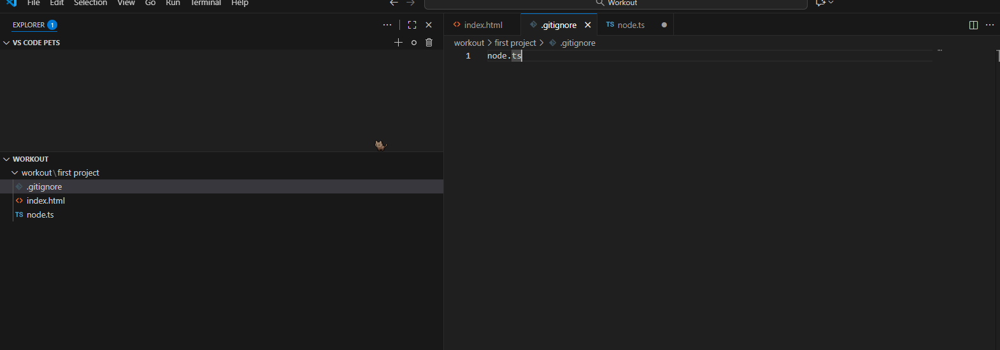 File Edit Selection View Go Run Terminal Help
Workout
EXPLORER 1
VS CODE PETS
WORKOUT
workout\first project
.gitignore
index.html
TS node.ts
index.html .gitignore TS node.ts
workout > first project > .gitignore
1 node.ts